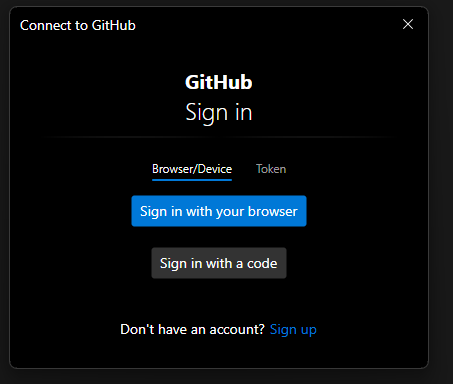 Connect to GitHub
GitHub
Sign in
Browser/Device Token
Sign in with your browser
Sign in with a code
Don't have an account? Sign up